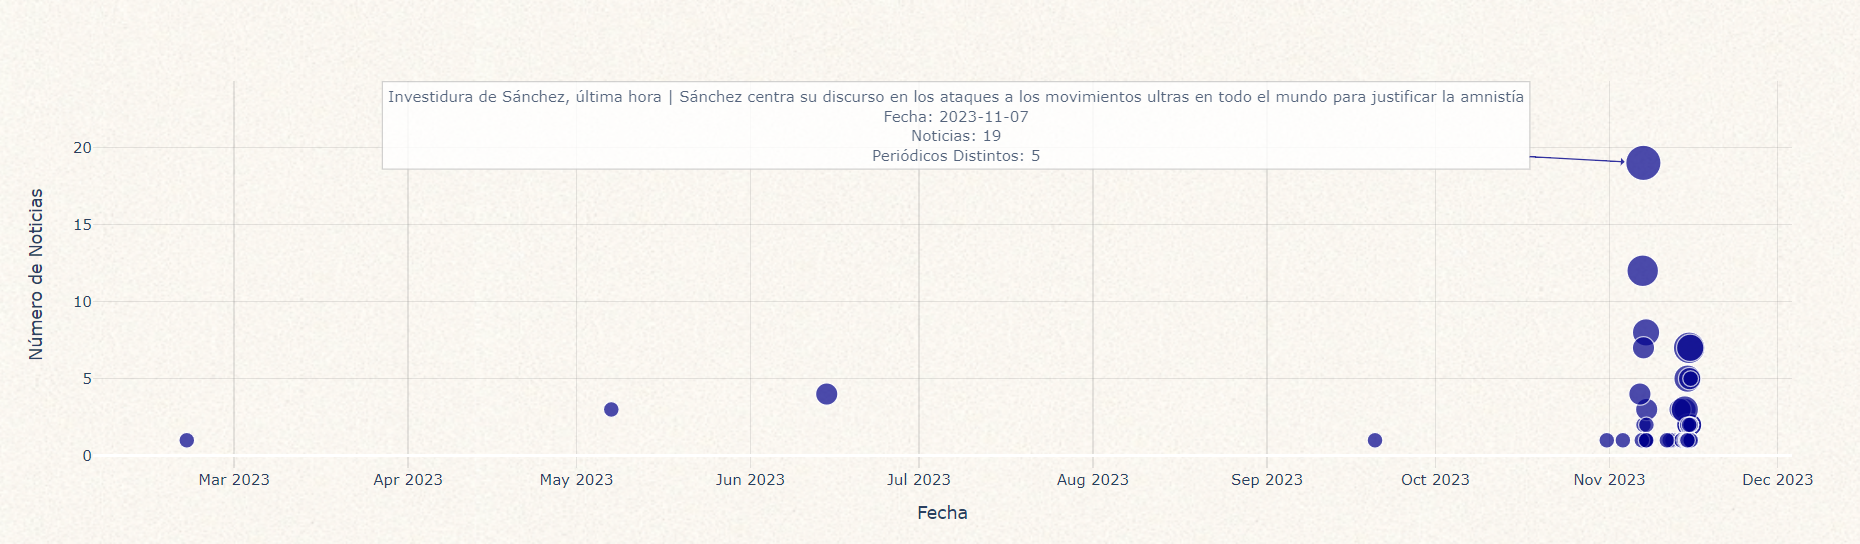 Investidura de Sánchez, última hora | Sánchez centra su discurso en los ataques a los movimientos ultras en todo el mundo para justificar la amnistía
Fecha: 2023-11-07
Noticias: 19
Periódicos Distintos: 5
Número de Noticias
20
15
10
5
0
Mar 2023 Apr 2023 May 2023 Jun 2023 Jul 2023 Aug 2023 Sep 2023 Oct 2023 Nov 2023 Dec 2023
Fecha